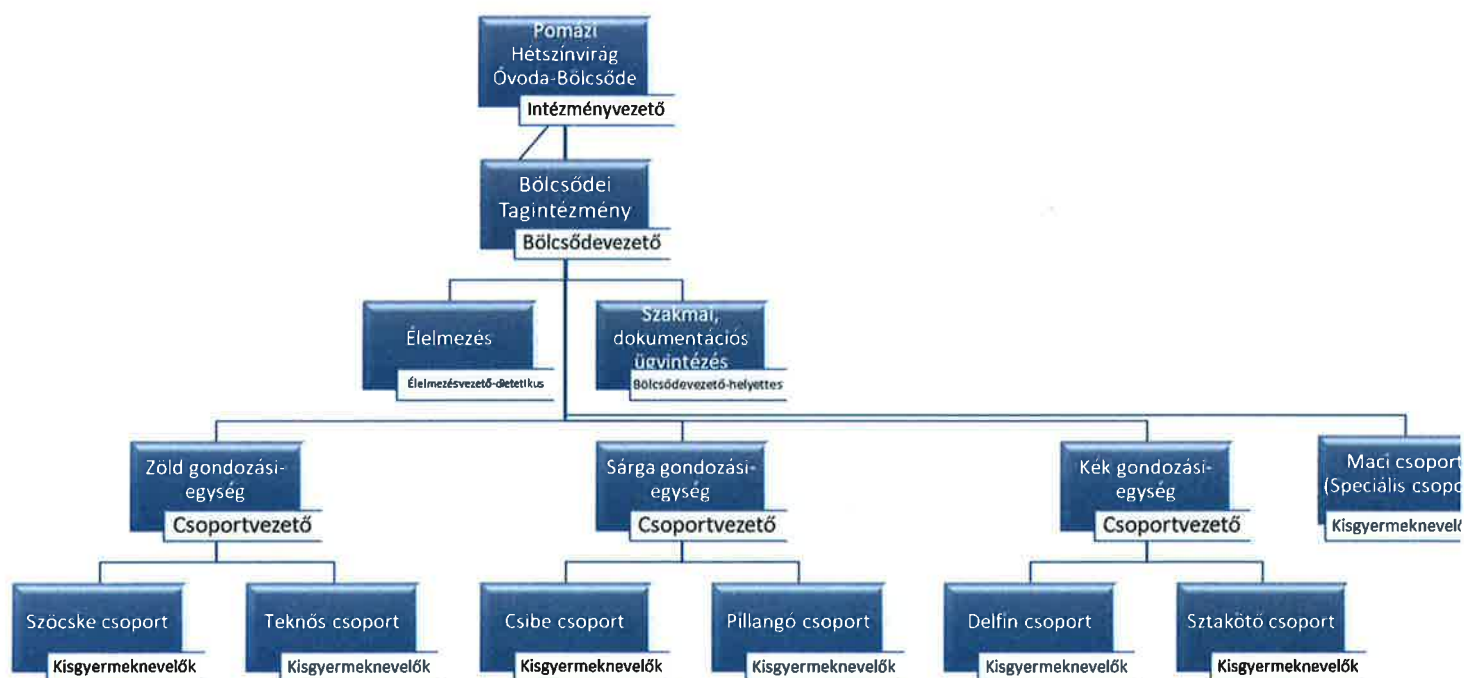 Pomázi
Hétszínvirág
Óvoda-Bölcsőde
Intézményvezető
Bölcsődei
Tagintézmény
Bölcsődevezető
Élelmezés
Élelmezésvezető-dietetikus
Szakmai,
dokumentációs
ügyintézés
Bölcsődevezető-helyettes
Zöld gondozási-
egység
Csoportvezető
Sárga gondozási-
egység
Csoportvezető
Kék gondozási-
egység
Csoportvezető
Maci csoport
(Speciális csopo
Kisgyermeknevelő
Szöcske csoport
Kisgyermeknevelők
Teknős csoport
Kisgyermeknevelők
Csibe csoport
Kisgyermeknevelők
Pillangó csoport
Kisgyermeknevelők
Delfin csoport
Kisgyermeknevelők
Sztakötő csoport
Kisgyermeknevelők